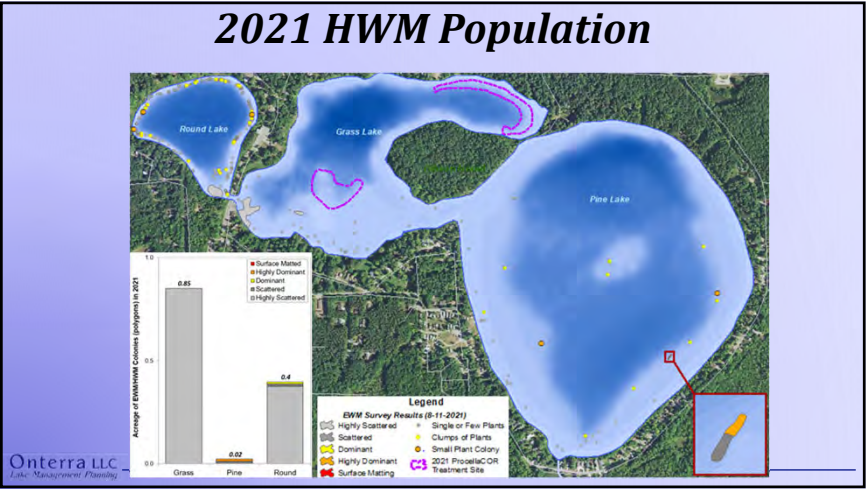 2021 HWM Population
Round Lake
Grass Lake
Pine Lake
Acreage of EWM/HWM Colonies (polygons) in 2021
1.0
0.5
0.0
Surface Matted
Highly Dominant
Dominant
Scattered
Highly Scattered
0.85
0.02
0.4
Grass
Pine
Round
Legend
EWM Survey Results (8-11-2021)
Highly Scattered
Scattered
Dominant
Highly Dominant
Surface Matting
Single or Few Plants
Clumps of Plants
Small Plant Colony
2021 ProcellaCOR
Treatment Site
Onterra LLC
Lake Management Planning